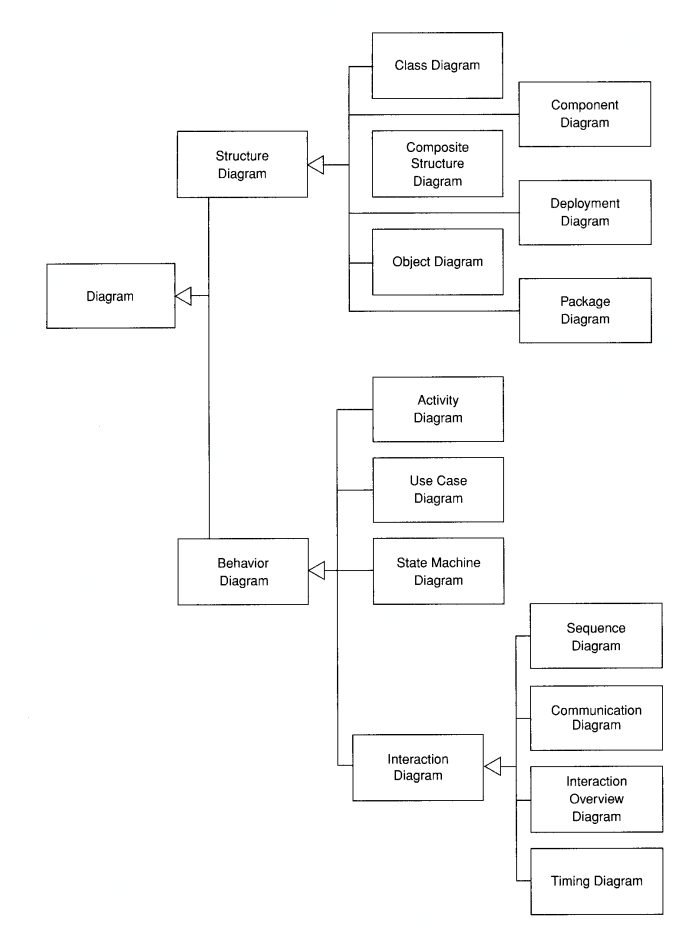 Class Diagram
Component
Diagram
Structure
Diagram
Composite
Structure
Diagram
Deployment
Diagram
Object Diagram
Diagram
Package
Diagram
Activity
Diagram
Use Case
Diagram
Behavior
Diagram
State Machine
Diagram
Sequence
Diagram
Communication
Diagram
Interaction
Diagram
Interaction
Overview
Diagram
Timing Diagram